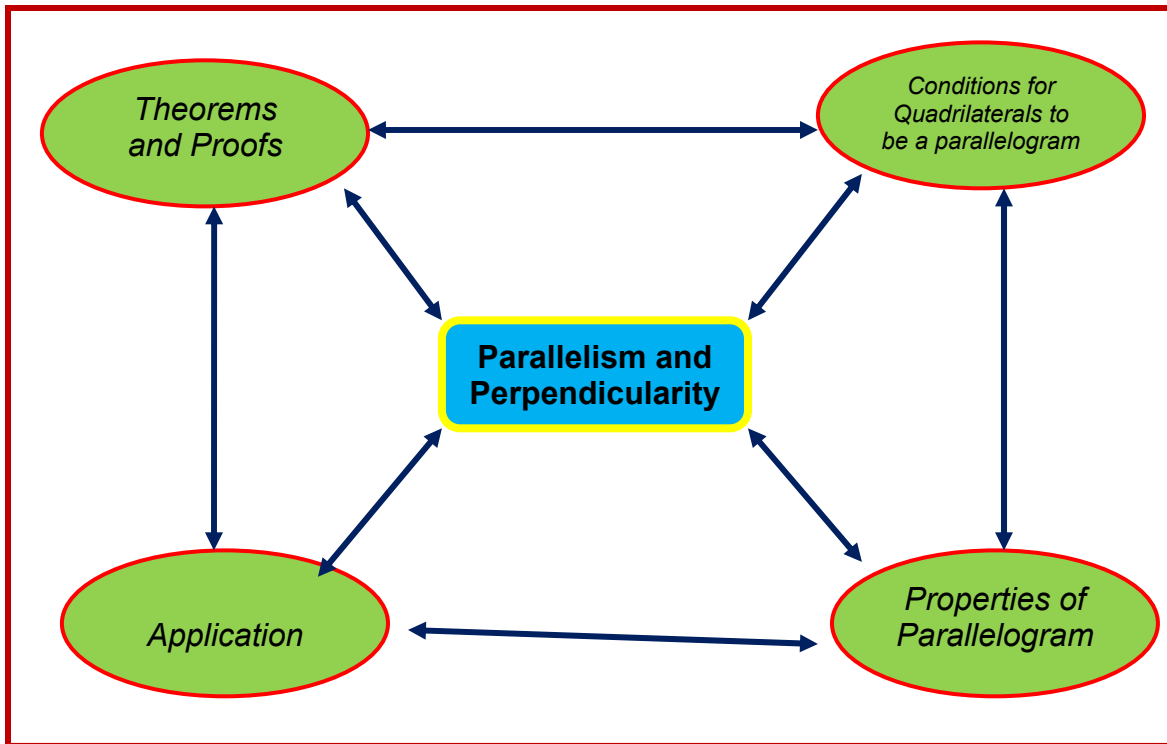 Theorems
and Proofs
Conditions for
Quadrilaterals to
be a parallelogram
Parallelism and
Perpendicularity
Application
Properties of
Parallelogram